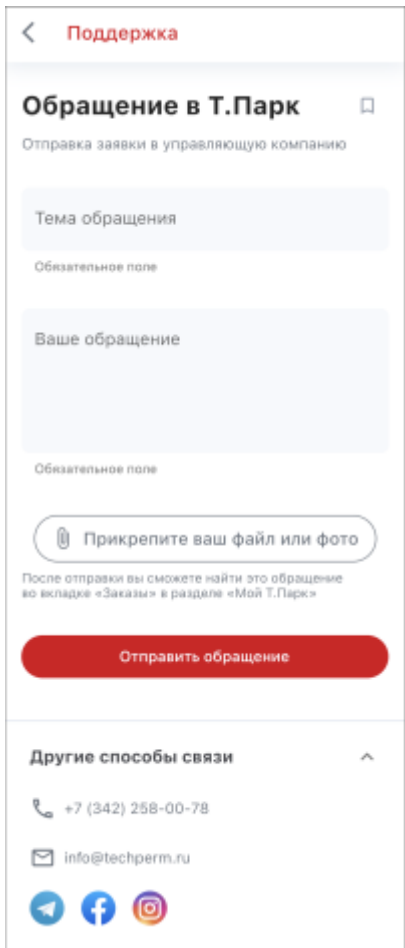 Поддержка
Обращение в Т.Парк
Отправка заявки в управляющую компанию
Тема обращения
Обязательное поле
Ваше обращение
Обязательное поле
Прикрепите ваш файл или фото
После отправки вы сможете найти это обращение
во вкладке «Заказы» в разделе «Мой Т.Парк»
Отправить обращение
Другие способы связи
+7 (342) 258-00-78
info@techperm.ru